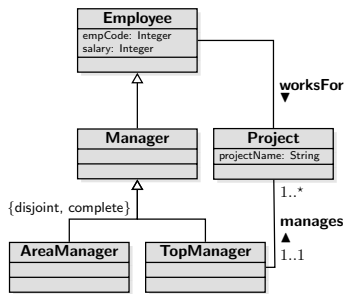 Employee
empCode: Integer
salary: Integer
worksFor
▼
Manager
Project
projectName: String
1..*
{disjoint, complete}
manages
▲
1..1
AreaManager
TopManager